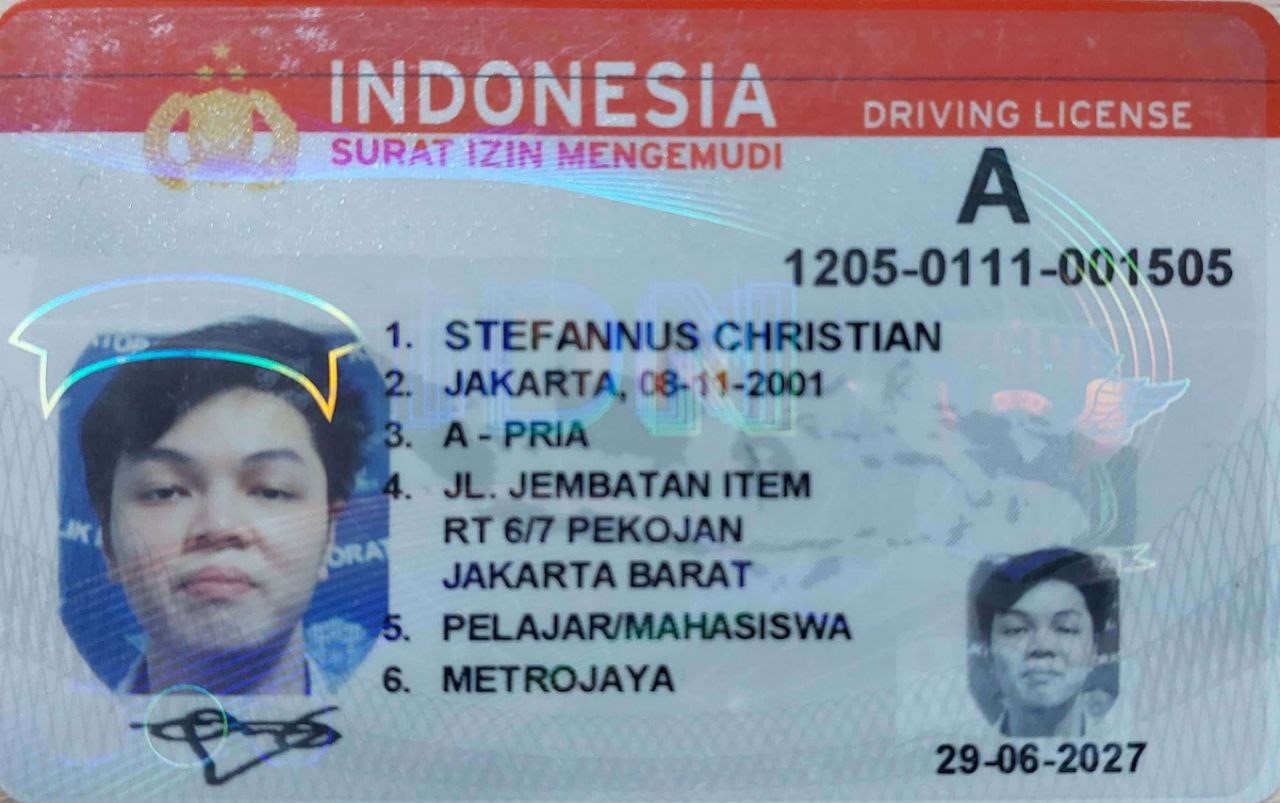 INDONESIA
SURAT IZIN MENGEMUDI
DRIVING LICENSE
A
1205-0111-001505
1. STEFANNUS CHRISTIAN
2. JAKARTA, 08-11-2001
3. A - PRIA
4. JL. JEMBATAN ITEM
RT 6/7 PEKOJAN
JAKARTA BARAT
5. PELAJAR/MAHASISWA
6. METROJAYA
29-06-2027